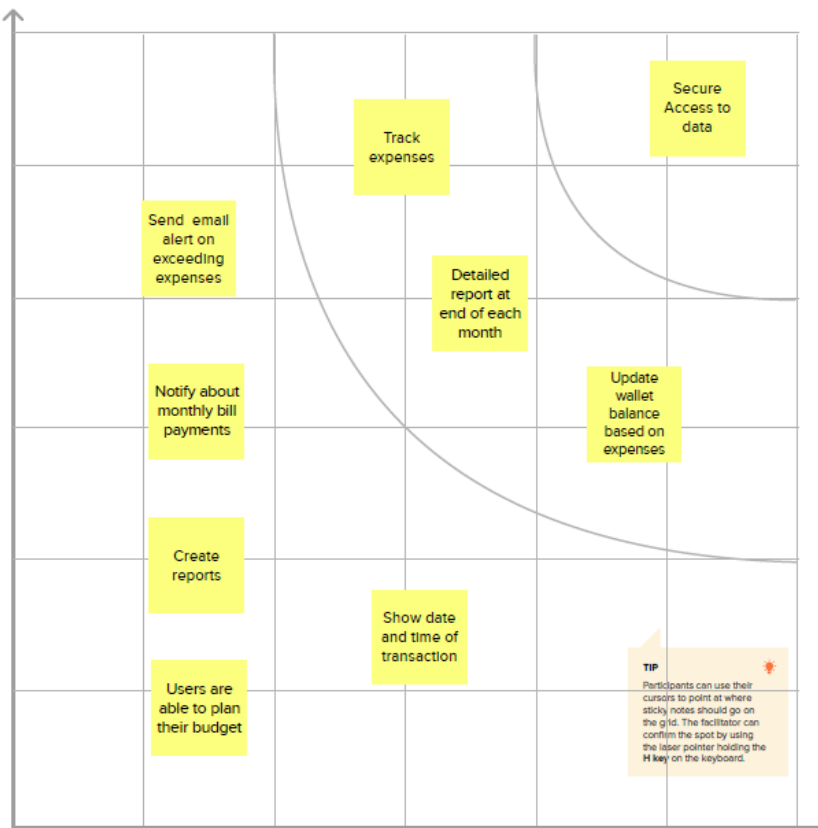 Secure
Access to
data
Track
expenses
Send email
alert on
exceeding
expenses
Detailed
report at
end of each
month
Notify about
monthly bill
payments
Update
wallet
balance
based on
expenses
Create
reports
Show date
and time of
transaction
Users are
able to plan
their budget
TIP
Participants can use their
cursors to point at where
sticky notes should go on
the grid. The facilitator can
confirm the spot by using
the laser pointer holding the
H key on the keyboard.